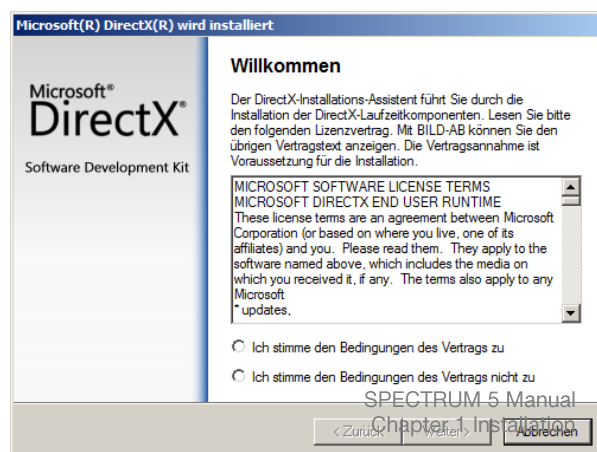 Microsoft(R) DirectX(R) wird installiert
Microsoft®
DirectX®
Software Development Kit
Willkommen
Der DirectX-Installations-Assistent führt Sie durch die
Installation der DirectX-Laufzeitkomponenten. Lesen Sie bitte
den folgenden Lizenzvertrag. Mit BILD-AB können Sie den
übrigen Vertragstext anzeigen. Die Vertragsannahme ist
Voraussetzung für die Installation.
MICROSOFT SOFTWARE LICENSE TERMS
MICROSOFT DIRECTX END USER RUNTIME
These license terms are an agreement between Microsoft
Corporation (or based on where you live, one of its
affiliates) and you.  Please read them.  They apply to the
software named above, which includes the media on
which you received it, if any.  The terms also apply to any
Microsoft
* updates,
Ich stimme den Bedingungen des Vertrags zu
Ich stimme den Bedingungen des Vertrags nicht zu
SPECTRUM 5 Manual
Chapter 1 Installation
< Zurück
Weiter >
Abbrechen